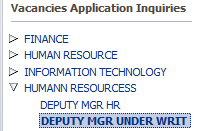 Vacancies Application Inquiries
FINANCE
HUMAN RESOURCE
INFORMATION TECHNOLOGY
HUMANN RESOURCESS
DEPUTY MGR HR
DEPUTY MGR UNDER WRIT